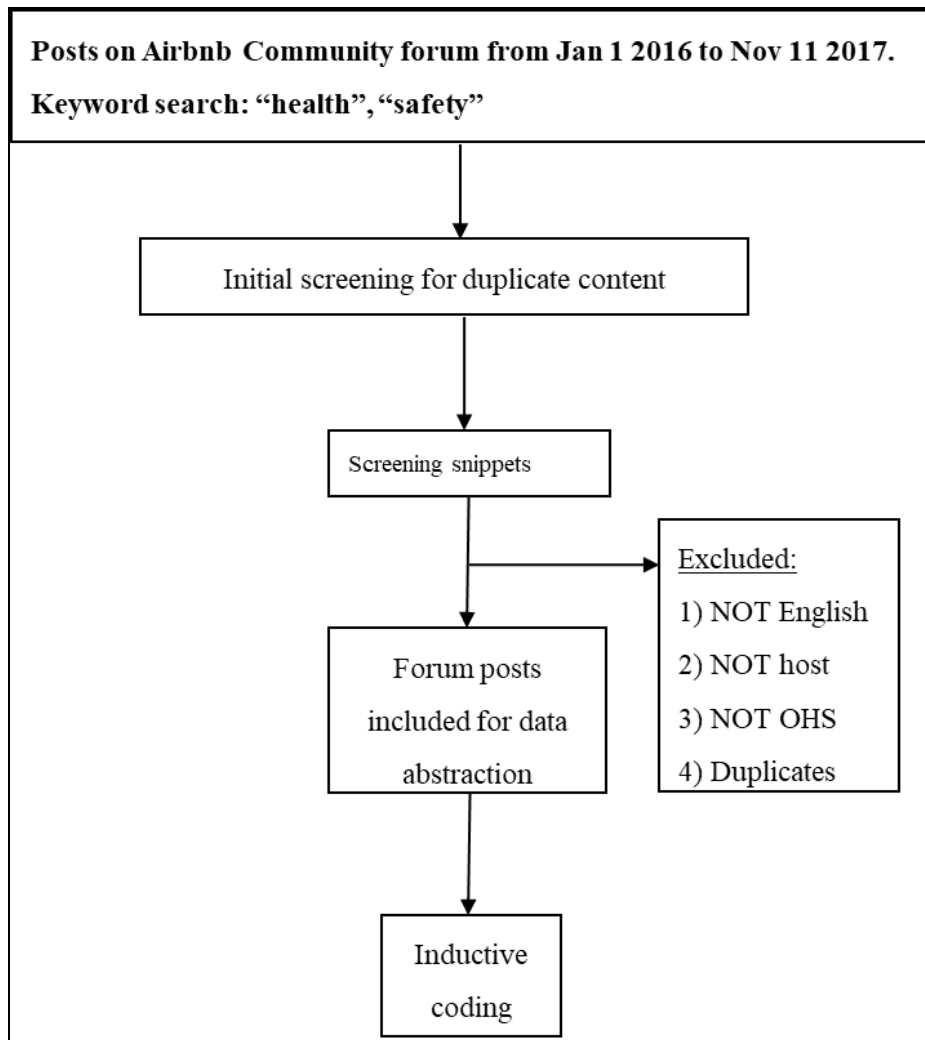 Posts on Airbnb Community forum from Jan 1 2016 to Nov 11 2017.
Keyword search: “health”, “safety”
Initial screening for duplicate content
Screening snippets
Excluded:
1) NOT English
2) NOT host
3) NOT OHS
4) Duplicates
Forum posts
included for data
abstraction
Inductive
coding